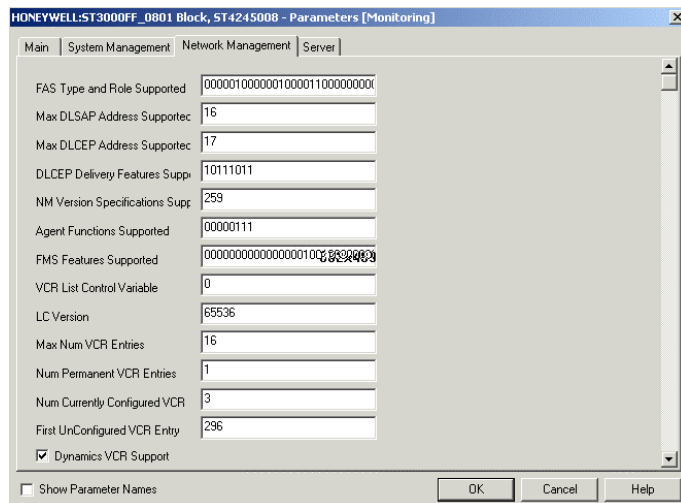 HONEYWELL:ST3000FF_0801 Block, ST4245008 - Parameters [Monitoring]
Main System Management Network Management Server
FAS Type and Role Supported 0000010000001000011000000000
Max DLSAP Address Supported 16
Max DLCEP Address Supported 17
DLCEP Delivery Features Supp 10111011
NM Version Specifications Supp 259
Agent Functions Supported 00000111
FMS Features Supported
VCR List Control Variable 0
LC Version 65536
Max Num VCR Entries 16
Num Permanent VCR Entries 1
Num Currently Configured VCR 3
First UnConfigured VCR Entry 296
Dynamics VCR Support
Show Parameter Names OK Cancel Help